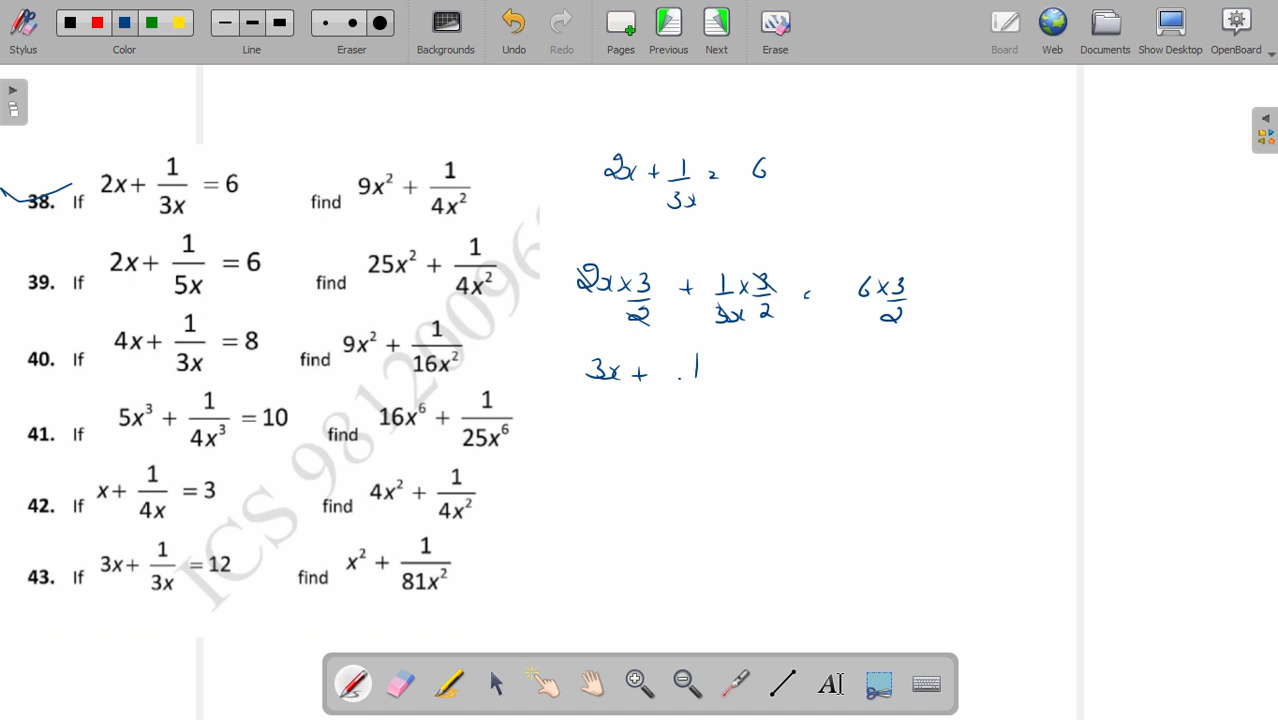 Stylus Color Line Eraser Backgrounds Undo Redo Pages Previous Next Erase Board Web Documents Show Desktop OpenBoard
38. If 2x + 1/3x = 6 find 9x² + 1/4x²
39. If 2x + 1/5x = 6 find 25x² + 1/4x²
40. If 4x + 1/3x = 8 find 9x² + 1/16x²
41. If 5x³ + 1/4x³ = 10 find 16x⁶ + 1/25x⁶
42. If x + 1/4x = 3 find 4x² + 1/4x²
43. If 3x + 1/3x = 12 find x² + 1/81x²
2x + 1/3x = 6
2x × 3/2 + 1/3x × 3/2 = 6 × 3/2
3x + 1